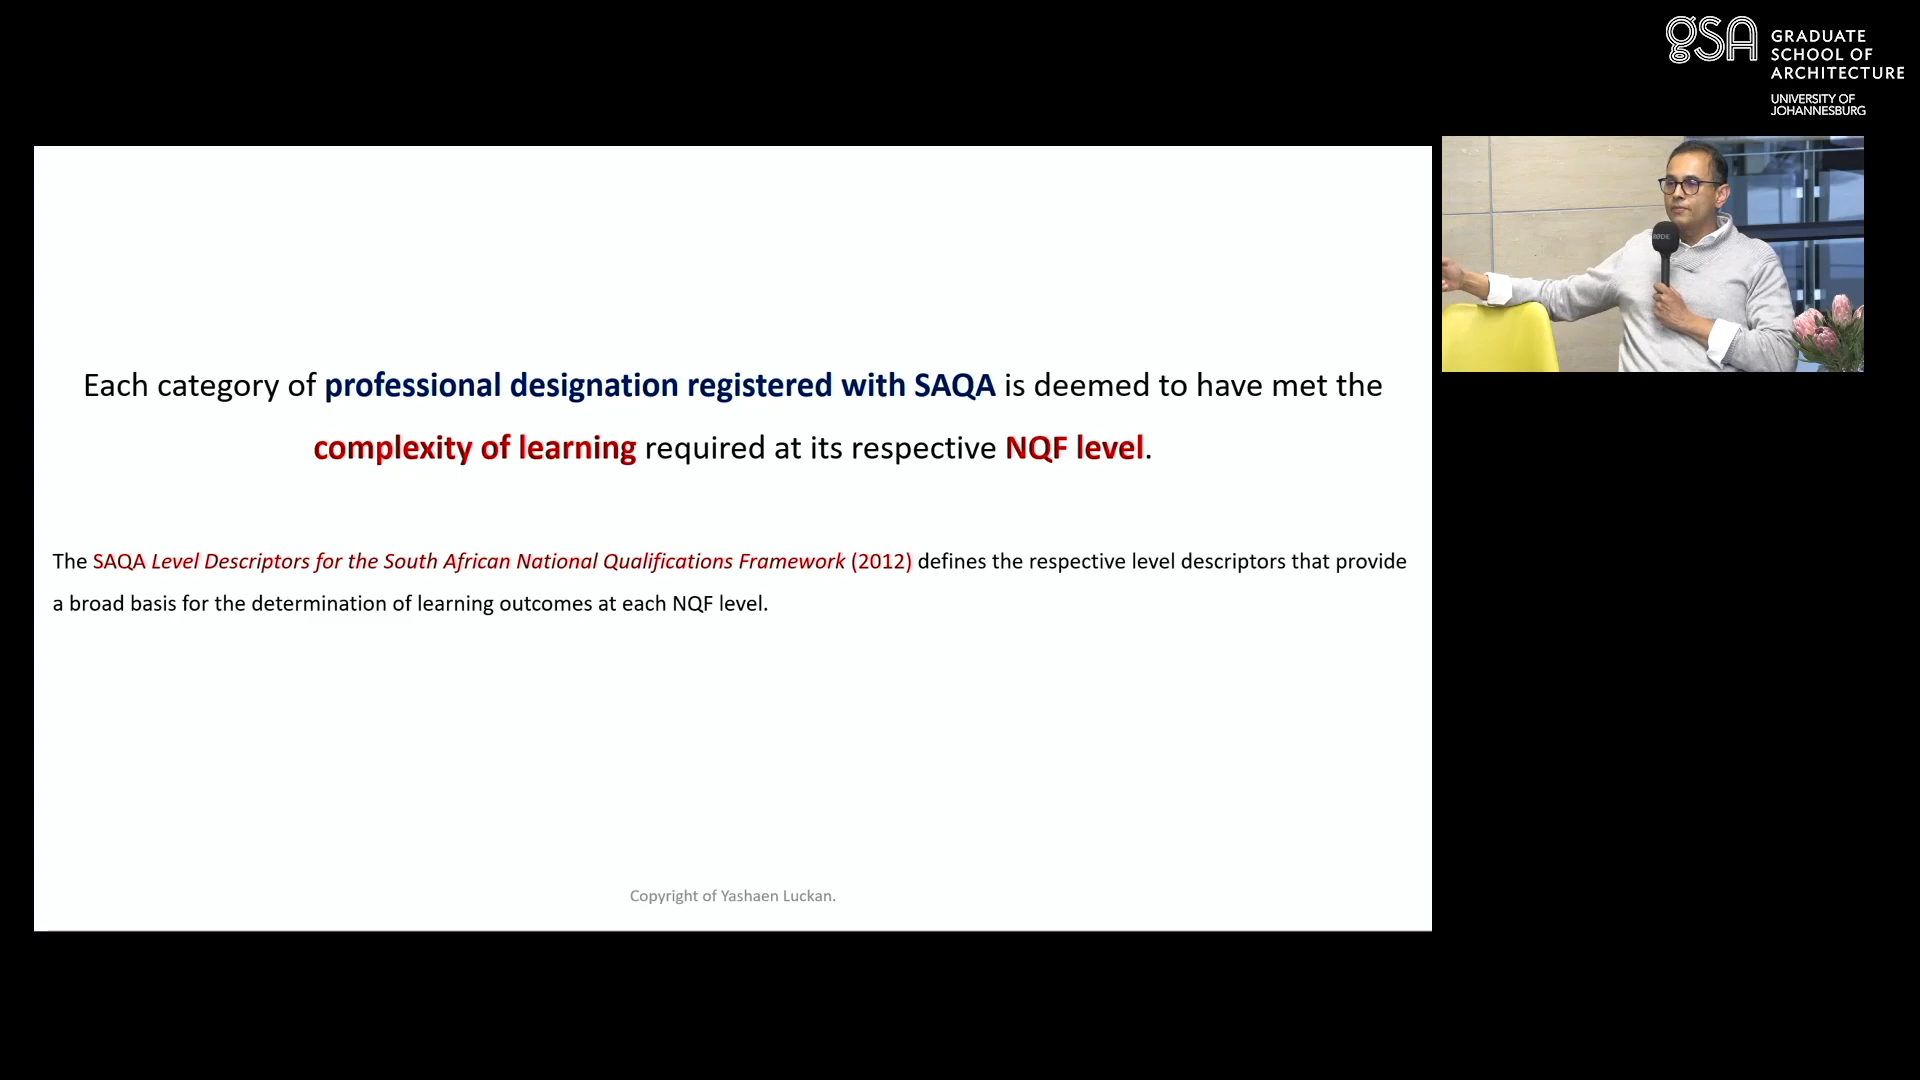 gsa
GRADUATE
SCHOOL OF
ARCHITECTURE
UNIVERSITY OF
JOHANNESBURG
Each category of professional designation registered with SAQA is deemed to have met the
complexity of learning required at its respective NQF level.
The SAQA Level Descriptors for the South African National Qualifications Framework (2012) defines the respective level descriptors that provide
a broad basis for the determination of learning outcomes at each NQF level.
Copyright of Yashaen Luckan.
RØDE